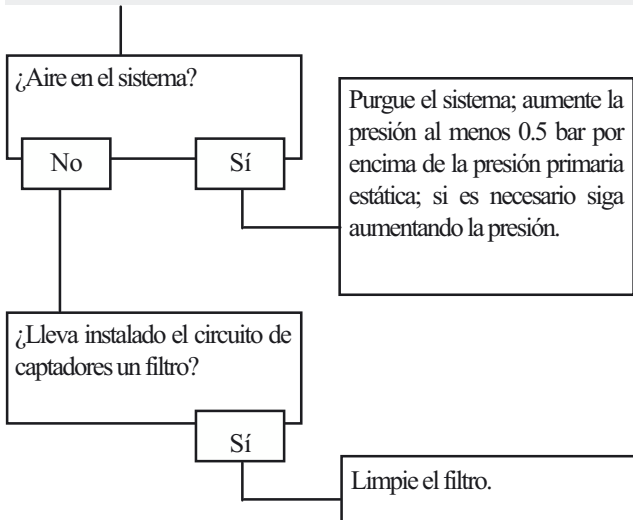 ¿Aire en el sistema?
No
Sí
Purgue el sistema; aumente la
presión al menos 0.5 bar por
encima de la presión primaria
estática; si es necesario siga
aumentando la presión.
¿Lleva instalado el circuito de
captadores un filtro?
Sí
Limpie el filtro.